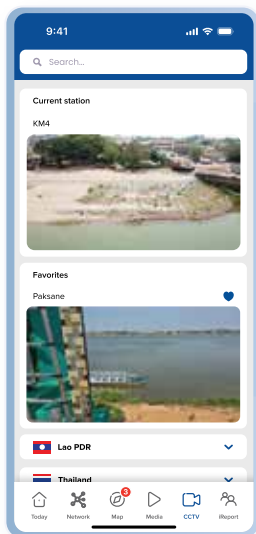 9:41
Search...
Current station
KM4
Favorites
Paksane
Lao PDR
Thailand
3
Today Network Map Media CCTV iReport